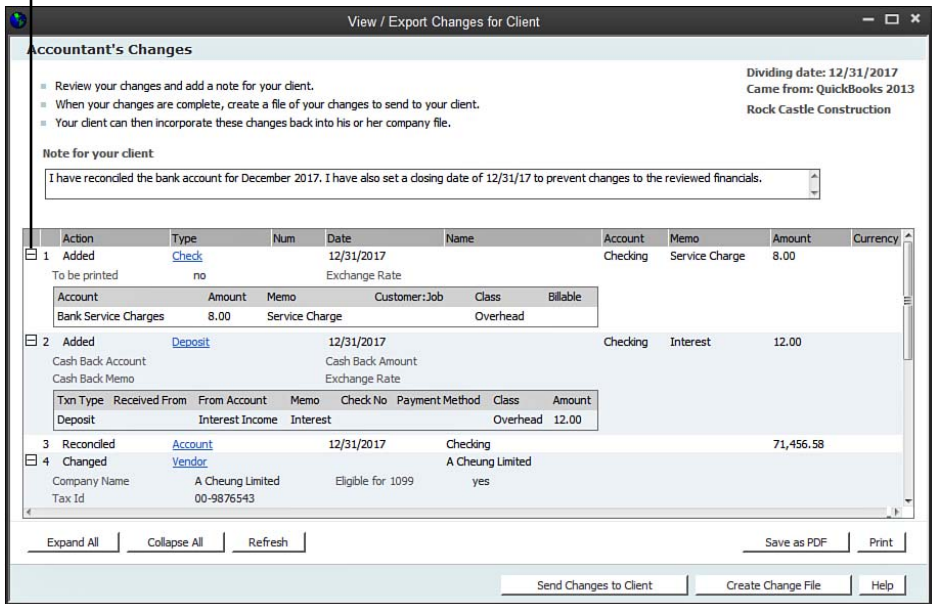 View / Export Changes for Client
Accountant's Changes
Review your changes and add a note for your client.
When your changes are complete, create a file of your changes to send to your client.
Your client can then incorporate these changes back into his or her company file.
Dividing date: 12/31/2017
Came from: QuickBooks 2013
Rock Castle Construction
Note for your client
I have reconciled the bank account for December 2017. I have also set a closing date of 12/31/17 to prevent changes to the reviewed financials.
Action Type Num Date Name Account Memo Amount Currency
1 Added Check 12/31/2017 Checking Service Charge 8.00
To be printed no Exchange Rate
Account Amount Memo Customer:Job Class Billable
Bank Service Charges 8.00 Service Charge Overhead
2 Added Deposit 12/31/2017 Checking Interest 12.00
Cash Back Account Cash Back Amount
Cash Back Memo Exchange Rate
Txn Type Received From From Account Memo Check No Payment Method Class Amount
Deposit Interest Income Interest Overhead 12.00
3 Reconciled Account 12/31/2017 Checking 71,456.58
4 Changed Vendor A Cheung Limited
Company Name A Cheung Limited Eligible for 1099 yes
Tax Id 00-9876543
Expand All Collapse All Refresh Save as PDF Print
Send Changes to Client Create Change File Help